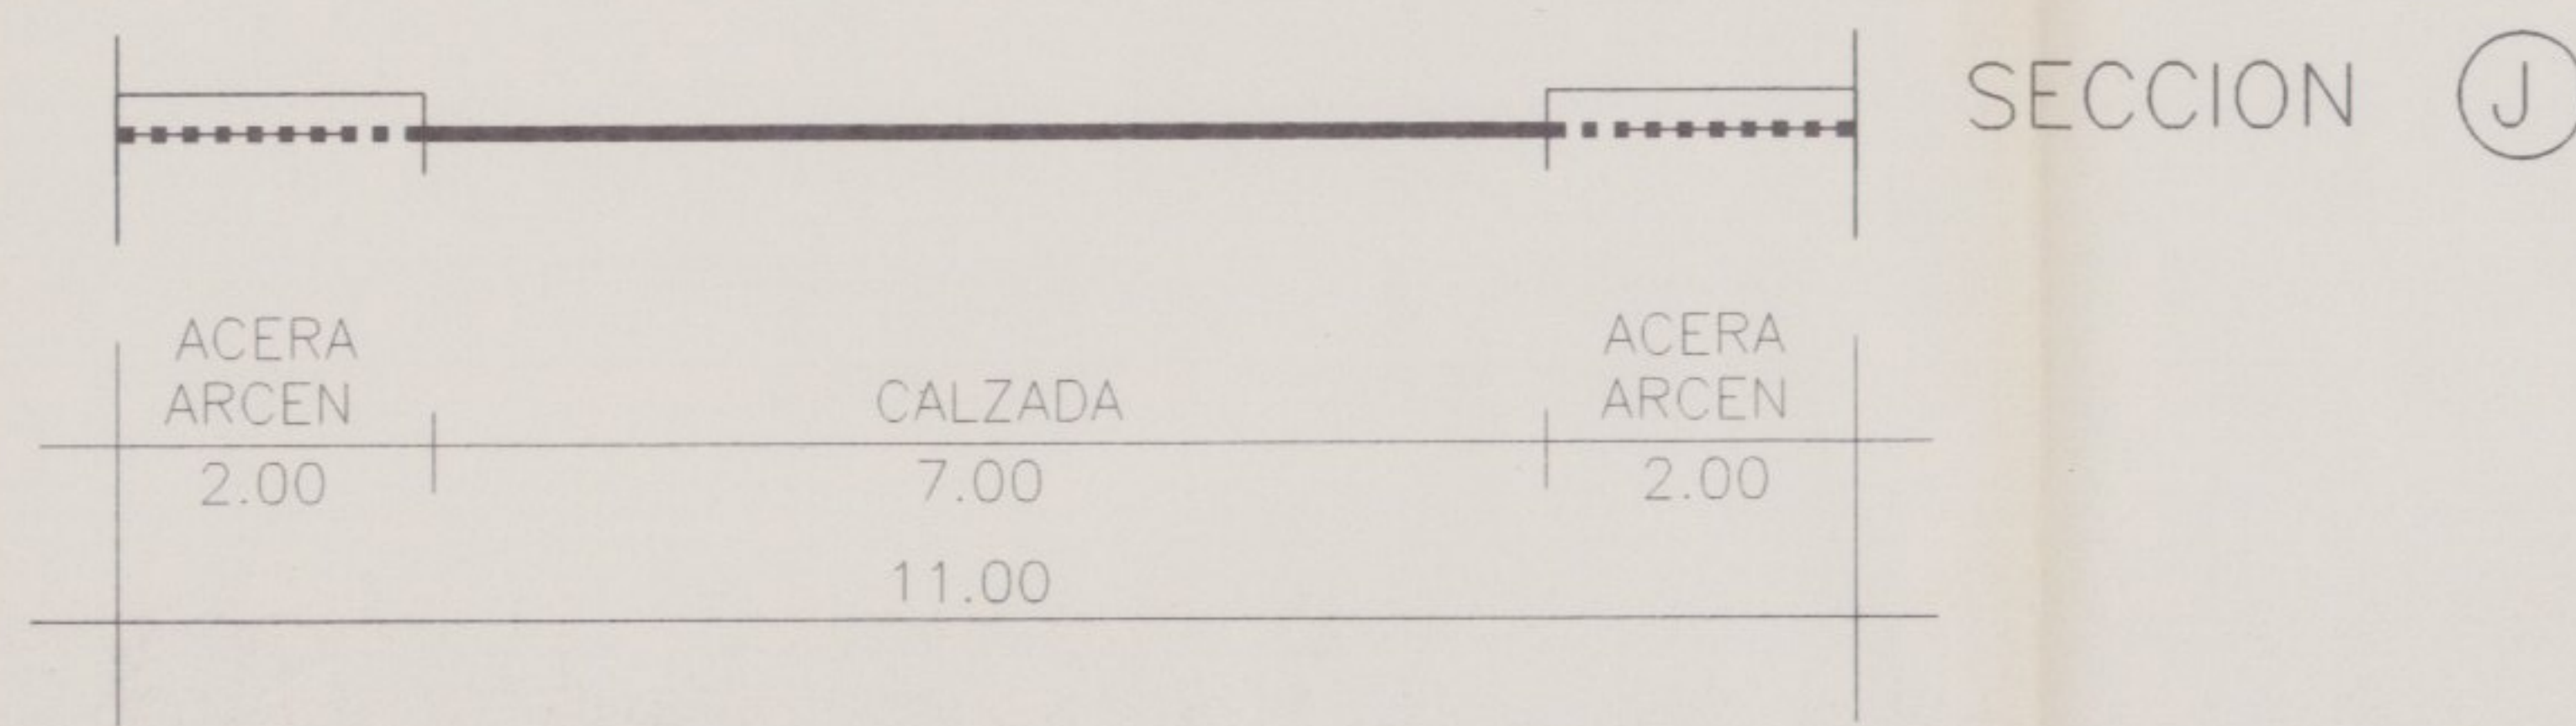 SECCION J
ACERA
ARCEN
CALZADA
ACERA
ARCEN
2.00
7.00
2.00
11.00